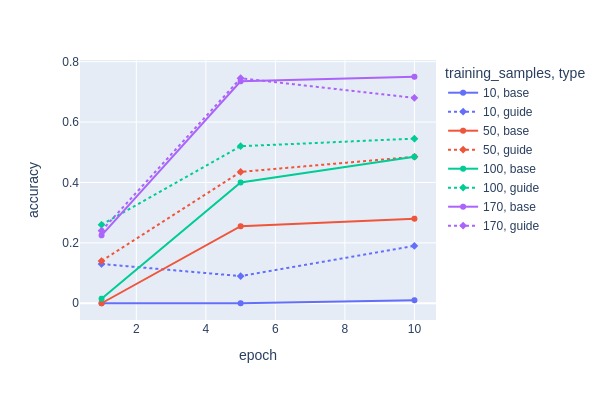 0.8
0.6
0.4
0.2
0
accuracy
2
4
6
8
10
epoch
training_samples, type
10, base
10, guide
50, base
50, guide
100, base
100, guide
170, base
170, guide